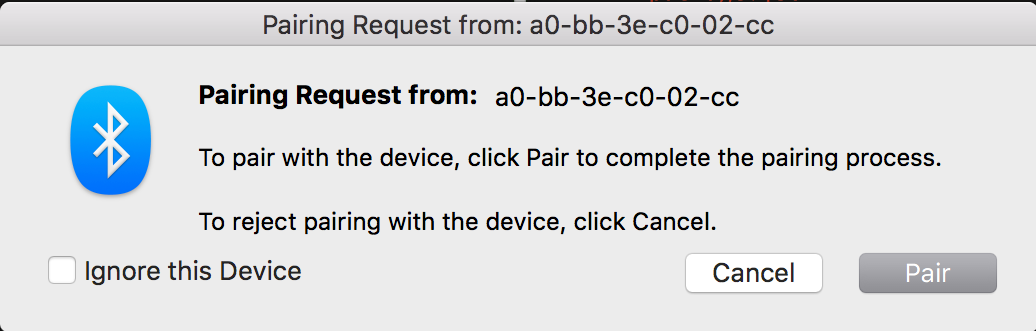 Pairing Request from: a0-bb-3e-c0-02-cc
Pairing Request from: a0-bb-3e-c0-02-cc
To pair with the device, click Pair to complete the pairing process.
To reject pairing with the device, click Cancel.
Ignore this Device
Cancel
Pair